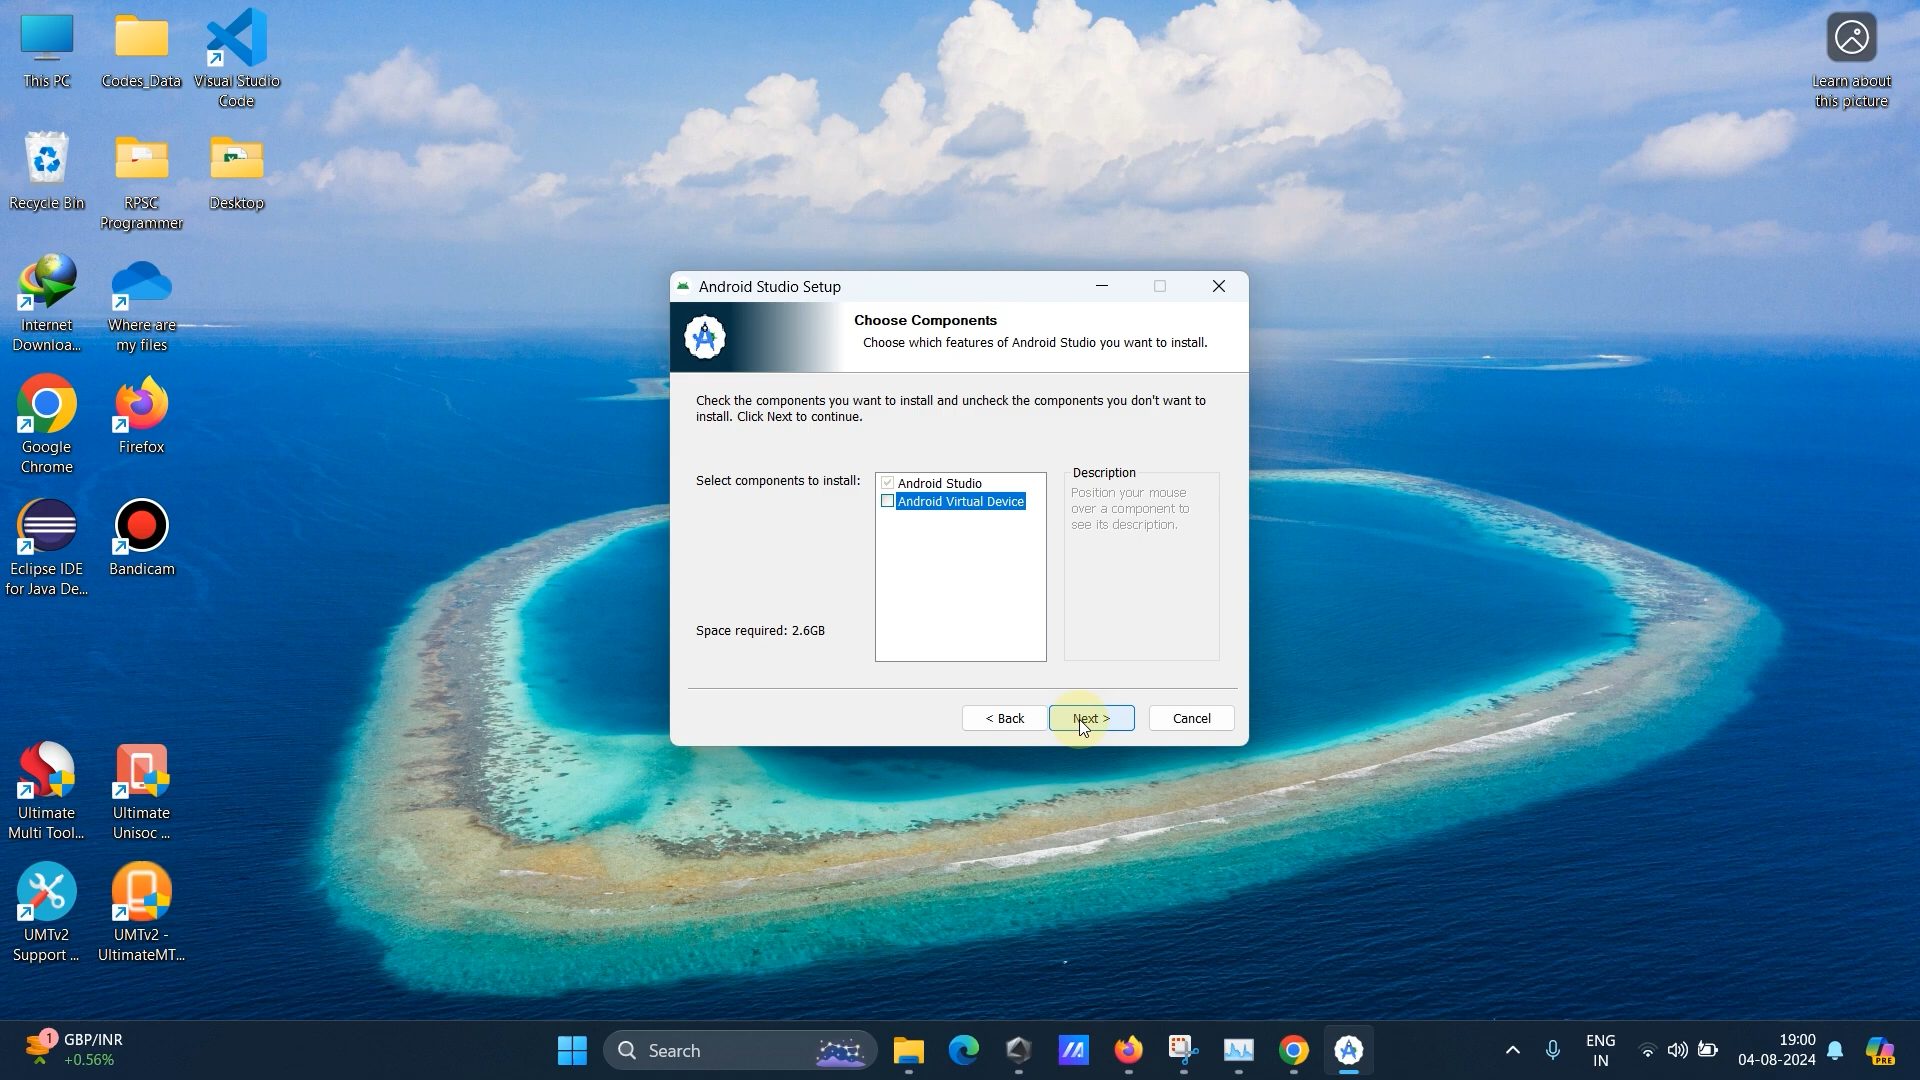 This PC
Codes_Data
Visual Studio
Code
Recycle Bin
RPSC
Programmer
Desktop
Internet
Downloa...
Where are
my files
Google
Chrome
Firefox
Eclipse IDE
for Java De...
Bandicam
Ultimate
Multi Tool...
Ultimate
Unisoc ...
UMTv2
Support ...
UMTv2 -
UltimateMT...
Learn about
this picture
Android Studio Setup
Choose Components
Choose which features of Android Studio you want to install.
Check the components you want to install and uncheck the components you don't want to
install. Click Next to continue.
Select components to install:
Android Studio
Android Virtual Device
Description
Position your mouse
over a component to
see its description.
Space required: 2.6GB
< Back
Next >
Cancel
1
GBP/INR
+0.56%
Search
ENG
IN
19:00
04-08-2024
PRE